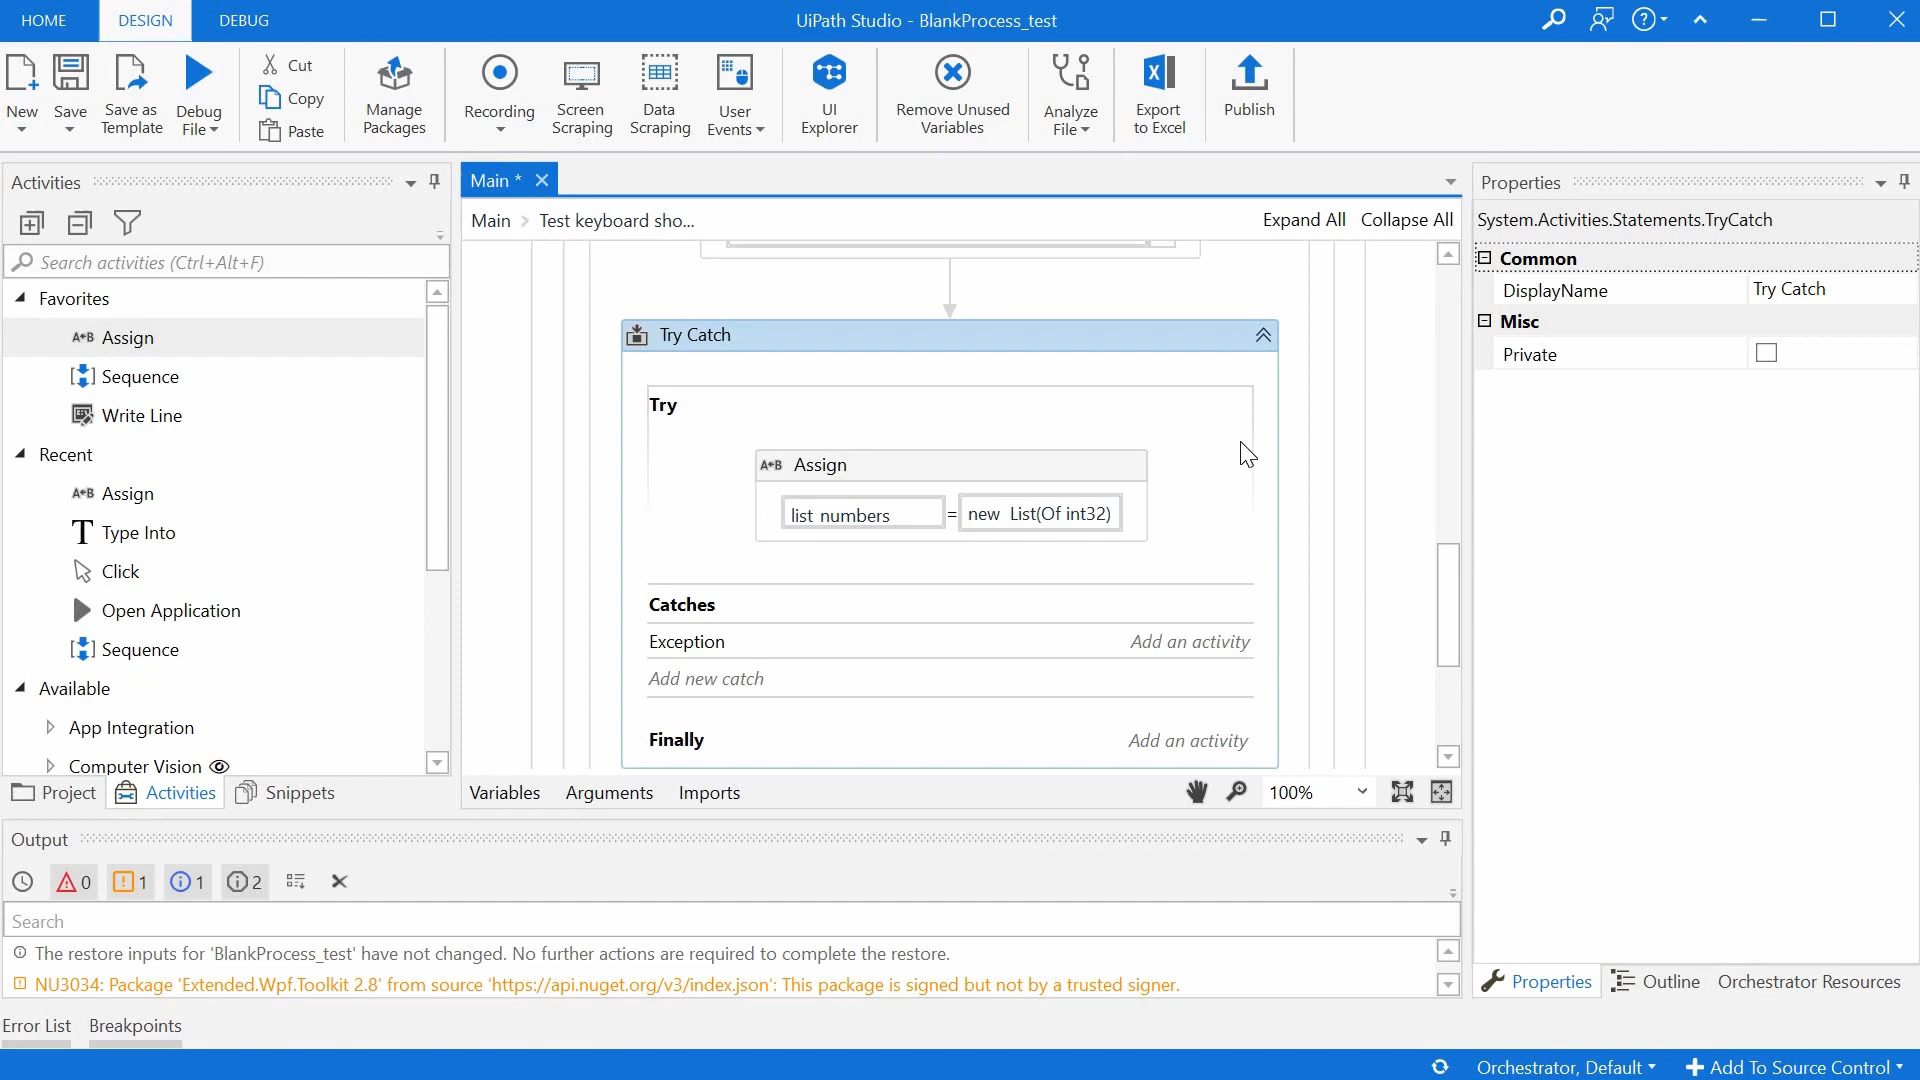 HOME DESIGN DEBUG UiPath Studio - BlankProcess_test
New Save Save as Template Debug File Cut Copy Paste Manage Packages Recording Screen Scraping Data Scraping User Events UI Explorer Remove Unused Variables Analyze File Export to Excel Publish
Activities
Search activities (Ctrl+Alt+F)
Favorites
A←B Assign
Sequence
Write Line
Recent
A←B Assign
Type Into
Click
Open Application
Sequence
Available
App Integration
Computer Vision
Project Activities Snippets
Main *
Main > Test keyboard sho... Expand All Collapse All
Try Catch
Try
A←B Assign
list numbers = new List(Of int32)
Catches
Exception Add an activity
Add new catch
Finally Add an activity
Variables Arguments Imports 100%
Properties
System.Activities.Statements.TryCatch
Common
DisplayName Try Catch
Misc
Private
Properties Outline Orchestrator Resources
Output
0 1 1 2
Search
The restore inputs for 'BlankProcess_test' have not changed. No further actions are required to complete the restore.
NU3034: Package 'Extended.Wpf.Toolkit 2.8' from source 'https://api.nuget.org/v3/index.json': This package is signed but not by a trusted signer.
Error List Breakpoints
Orchestrator, Default Add To Source Control